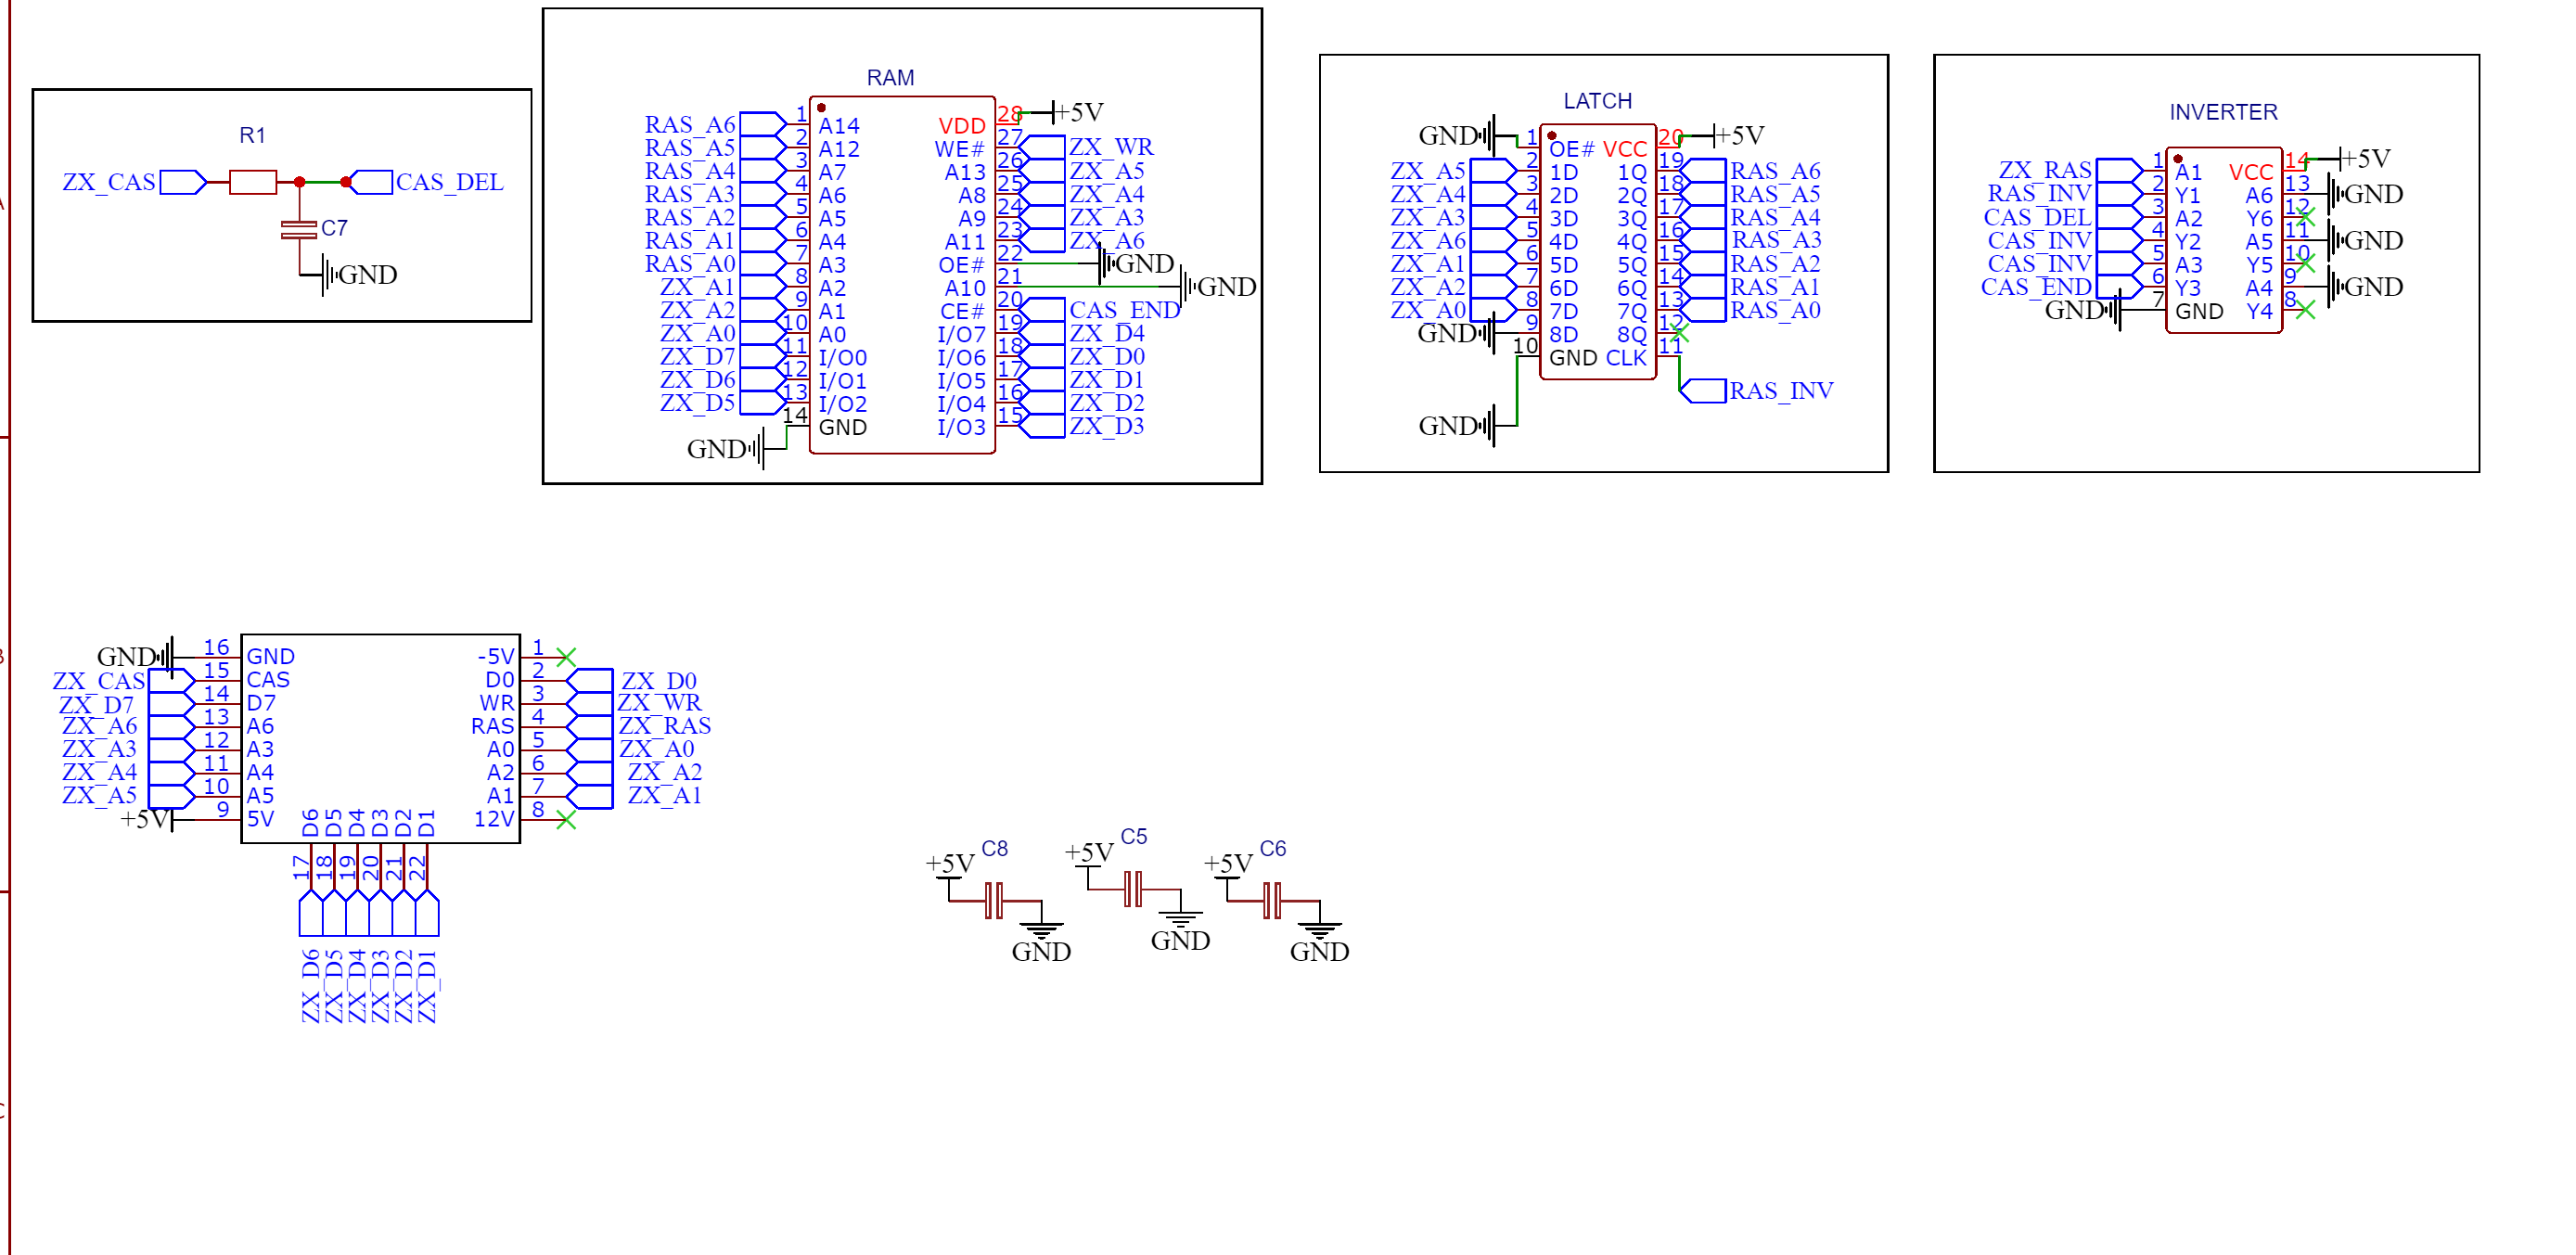 R1
ZX_CAS
CAS_DEL
C7
GND
RAM
RAS_A6 1 A14 VDD 28 +5V
RAS_A5 2 A12 WE# 27 ZX_WR
RAS_A4 3 A7 A13 26 ZX_A5
RAS_A3 4 A6 A8 25 ZX_A4
RAS_A2 5 A5 A9 24 ZX_A3
RAS_A1 6 A4 A11 23 ZX_A6
RAS_A0 7 A3 OE# 22 GND
ZX_A1 8 A2 A10 21 GND
ZX_A2 9 A1 CE# 20 CAS_END
ZX_A0 10 A0 I/O7 19 ZX_D4
ZX_D7 11 I/O0 I/O6 18 ZX_D0
ZX_D6 12 I/O1 I/O5 17 ZX_D1
ZX_D5 13 I/O2 I/O4 16 ZX_D2
GND 14 GND I/O3 15 ZX_D3
LATCH
GND 1 OE# VCC 20 +5V
ZX_A5 2 1D 1Q 19 RAS_A6
ZX_A4 3 2D 2Q 18 RAS_A5
ZX_A3 4 3D 3Q 17 RAS_A4
ZX_A6 5 4D 4Q 16 RAS_A3
ZX_A1 6 5D 5Q 15 RAS_A2
ZX_A2 7 6D 6Q 14 RAS_A1
ZX_A0 8 7D 7Q 13 RAS_A0
GND 9 8D 8Q 12
GND 10 GND CLK 11 RAS_INV
INVERTER
ZX_RAS 1 A1 VCC 14 +5V
RAS_INV 2 Y1 A6 13 GND
CAS_DEL 3 A2 Y6 12
CAS_INV 4 Y2 A5 11 GND
CAS_INV 5 A3 Y5 10
CAS_END 6 Y3 A4 9 GND
GND 7 GND Y4 8
GND 16 GND -5V 1
ZX_CAS 15 CAS D0 2 ZX_D0
ZX_D7 14 D7 WR 3 ZX_WR
ZX_A6 13 A6 RAS 4 ZX_RAS
ZX_A3 12 A3 A0 5 ZX_A0
ZX_A4 11 A4 A2 6 ZX_A2
ZX_A5 10 A5 A1 7 ZX_A1
+5V 9 5V 12V 8
D6 D5 D4 D3 D2 D1
17 18 19 20 21 22
ZX_D6 ZX_D5 ZX_D4 ZX_D3 ZX_D2 ZX_D1
+5V C8 GND
+5V C5 GND
+5V C6 GND